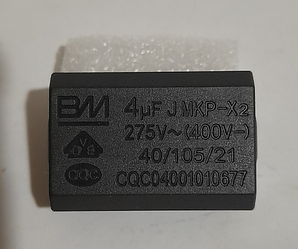 BM 4μF J MKP-X2
275V~(400V-)
40/105/21
CQC
CQC04001010677